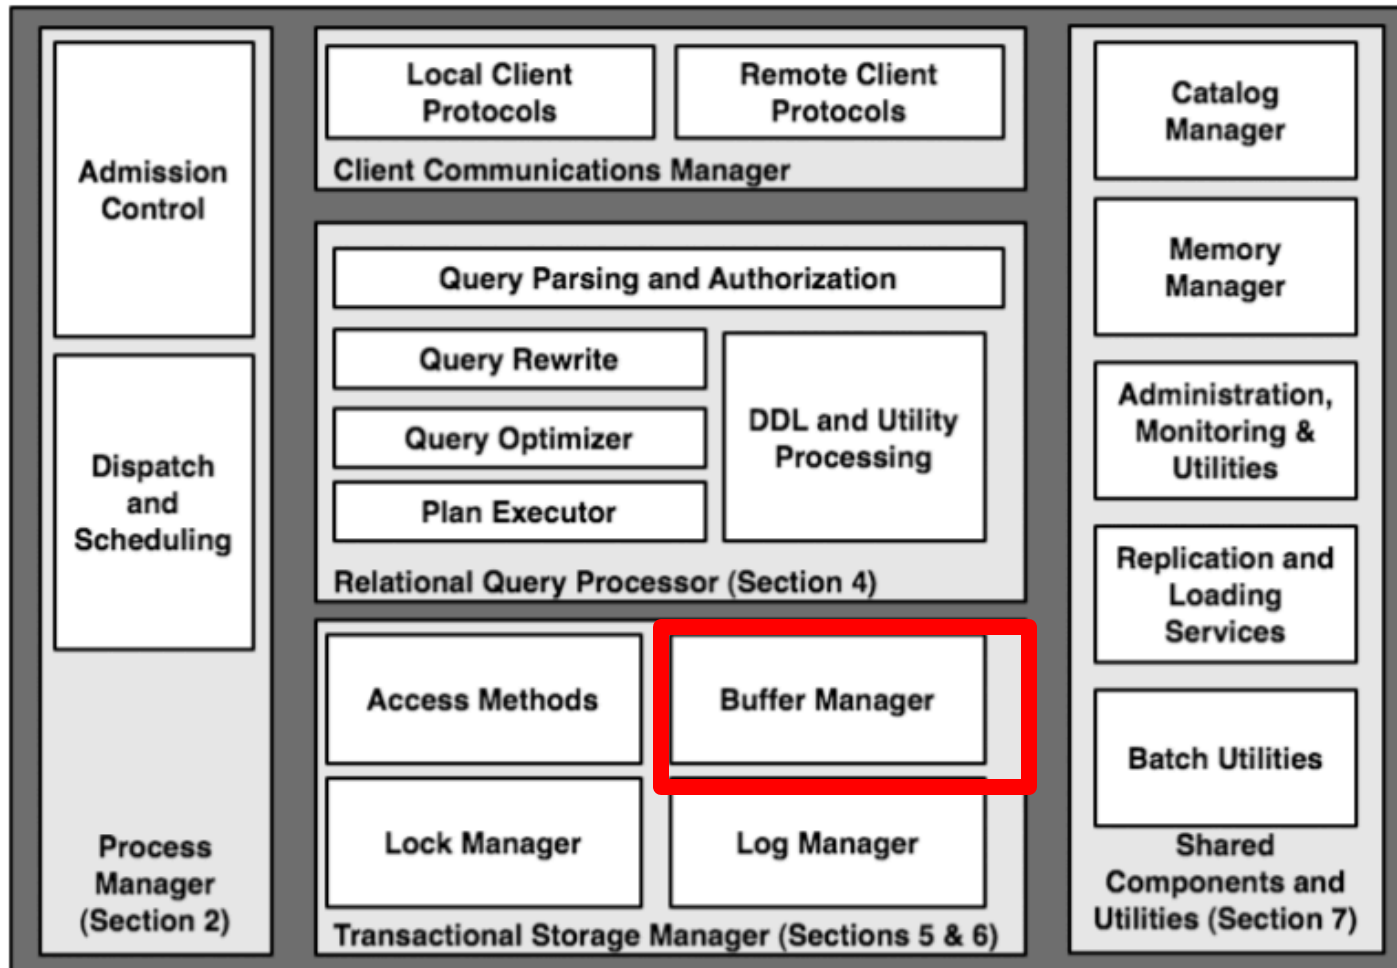 Admission
Control
Dispatch
and
Scheduling
Process
Manager
(Section 2)
Local Client
Protocols
Remote Client
Protocols
Client Communications Manager
Query Parsing and Authorization
Query Rewrite
Query Optimizer
Plan Executor
DDL and Utility
Processing
Relational Query Processor (Section 4)
Access Methods
Buffer Manager
Lock Manager
Log Manager
Transactional Storage Manager (Sections 5 & 6)
Catalog
Manager
Memory
Manager
Administration,
Monitoring &
Utilities
Replication and
Loading
Services
Batch Utilities
Shared
Components and
Utilities (Section 7)